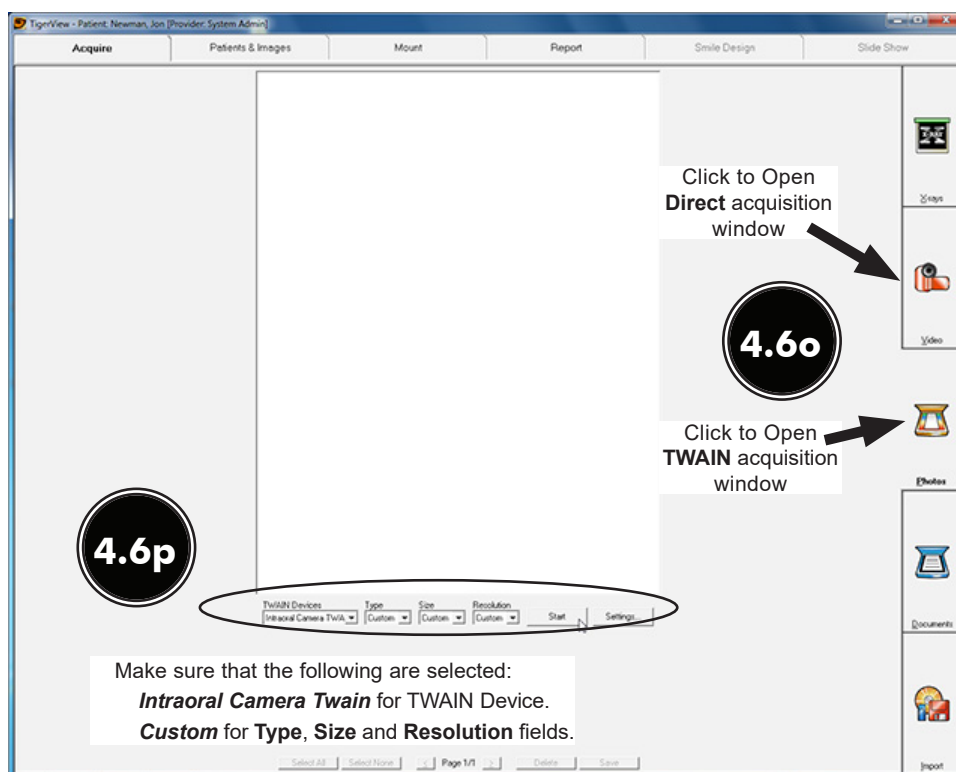 TigerView - Patient: Newman, Jon [Provider: System Admin]
Acquire Patients & Images Mount Report Smile Design Slide Show
X-RAY
Xrays
Click to Open
Direct acquisition
window
Video
4.6o
Click to Open
TWAIN acquisition
window
Photos
4.6p
TWAIN Devices Type Size Resolution
Intraoral Camera TWA Custom Custom Custom Start Settings...
Documents
Make sure that the following are selected:
Intraoral Camera Twain for TWAIN Device.
Custom for Type, Size and Resolution fields.
Select All Select None < Page 1/1 > Delete Save
Import